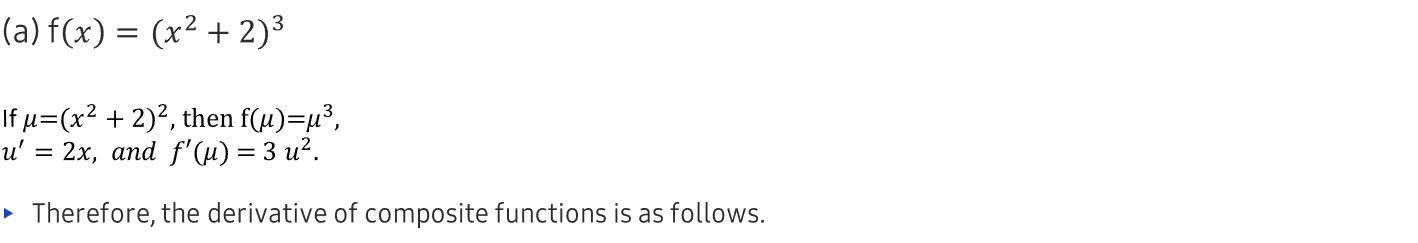 (a) f(x) = (x² + 2)³
If μ=(x² + 2)², then f(μ)=μ³,
u′ = 2x, and f′(μ) = 3 u².
▸ Therefore, the derivative of composite functions is as follows.